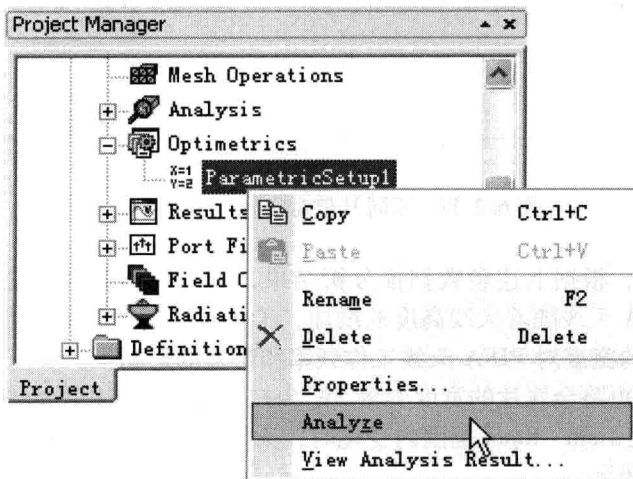 Project Manager
Mesh Operations
Analysis
Optimetrics
X=1
Y=2
ParametricSetup1
Results
Port Fi
Field O
Radiati
Definition
Project
Copy Ctrl+C
Paste Ctrl+V
Rename F2
Delete Delete
Properties...
Analyze
View Analysis Result...